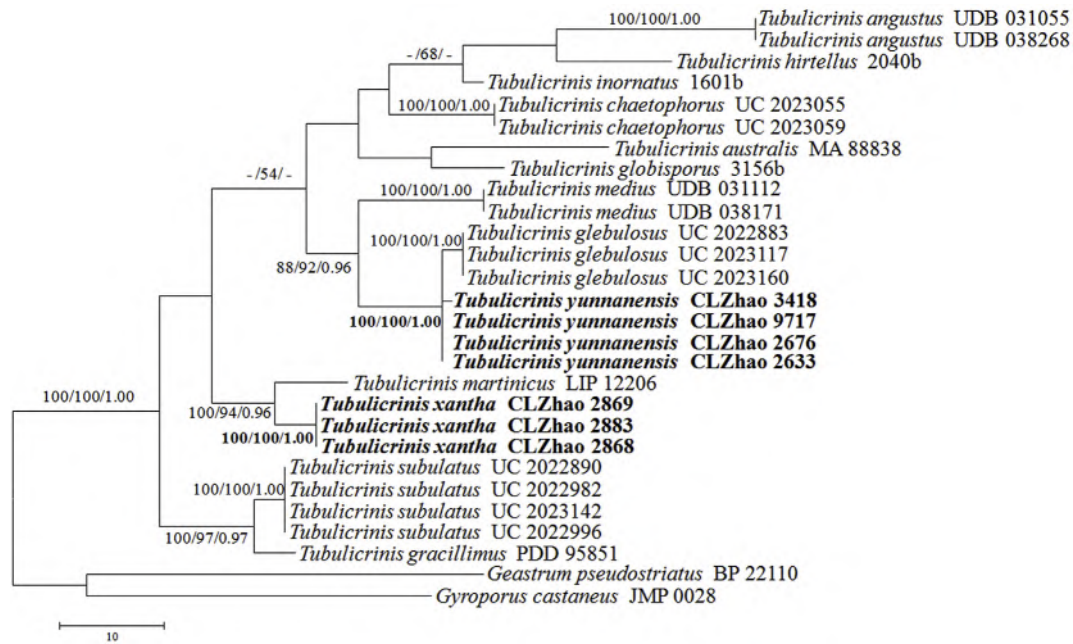 100/100/1.00
Tubulicrinis angustus UDB 031055
Tubulicrinis angustus UDB 038268
-/68/-
Tubulicrinis hirtellus 2040b
Tubulicrinis inornatus 1601b
100/100/1.00
Tubulicrinis chaetophorus UC 2023055
Tubulicrinis chaetophorus UC 2023059
Tubulicrinis australis MA 88838
Tubulicrinis globisporus 3156b
-/54/-
100/100/1.00
Tubulicrinis medius UDB 031112
Tubulicrinis medius UDB 038171
Tubulicrinis glebulosus UC 2022883
100/100/1.00
Tubulicrinis glebulosus UC 2023117
88/92/0.96
Tubulicrinis glebulosus UC 2023160
Tubulicrinis yunnanensis CLZhao 3418
100/100/1.00
Tubulicrinis yunnanensis CLZhao 9717
Tubulicrinis yunnanensis CLZhao 2676
Tubulicrinis yunnanensis CLZhao 2633
Tubulicrinis martinicus LIP 12206
100/100/1.00
100/94/0.96
Tubulicrinis xantha CLZhao 2869
Tubulicrinis xantha CLZhao 2883
100/100/1.00
Tubulicrinis xantha CLZhao 2868
Tubulicrinis subulatus UC 2022890
100/100/1.00
Tubulicrinis subulatus UC 2022982
Tubulicrinis subulatus UC 2023142
Tubulicrinis subulatus UC 2022996
100/97/0.97
Tubulicrinis gracillimus PDD 95851
Geastrum pseudostriatus BP 22110
Gyroporus castaneus JMP 0028
10